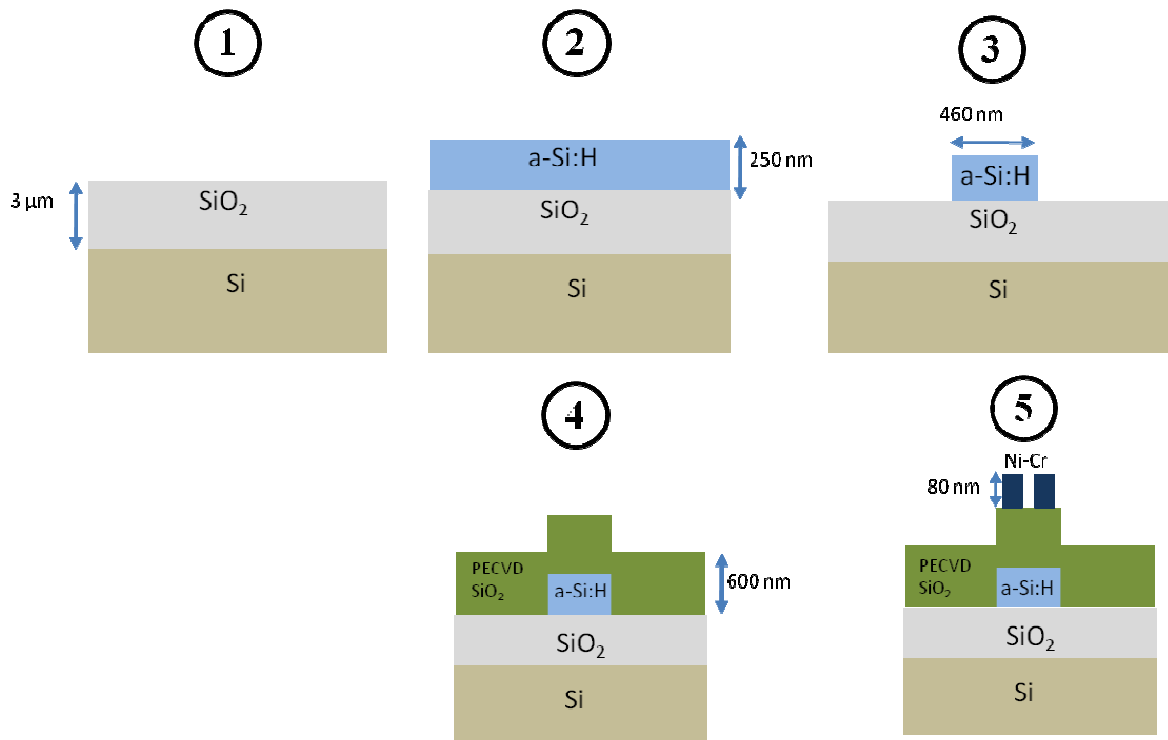 1
2
3
3 µm
SiO2
Si
a-Si:H
250 nm
SiO2
Si
460 nm
a-Si:H
SiO2
Si
4
5
PECVD
SiO2
a-Si:H
600 nm
SiO2
Si
Ni-Cr
80 nm
PECVD
SiO2
a-Si:H
SiO2
Si